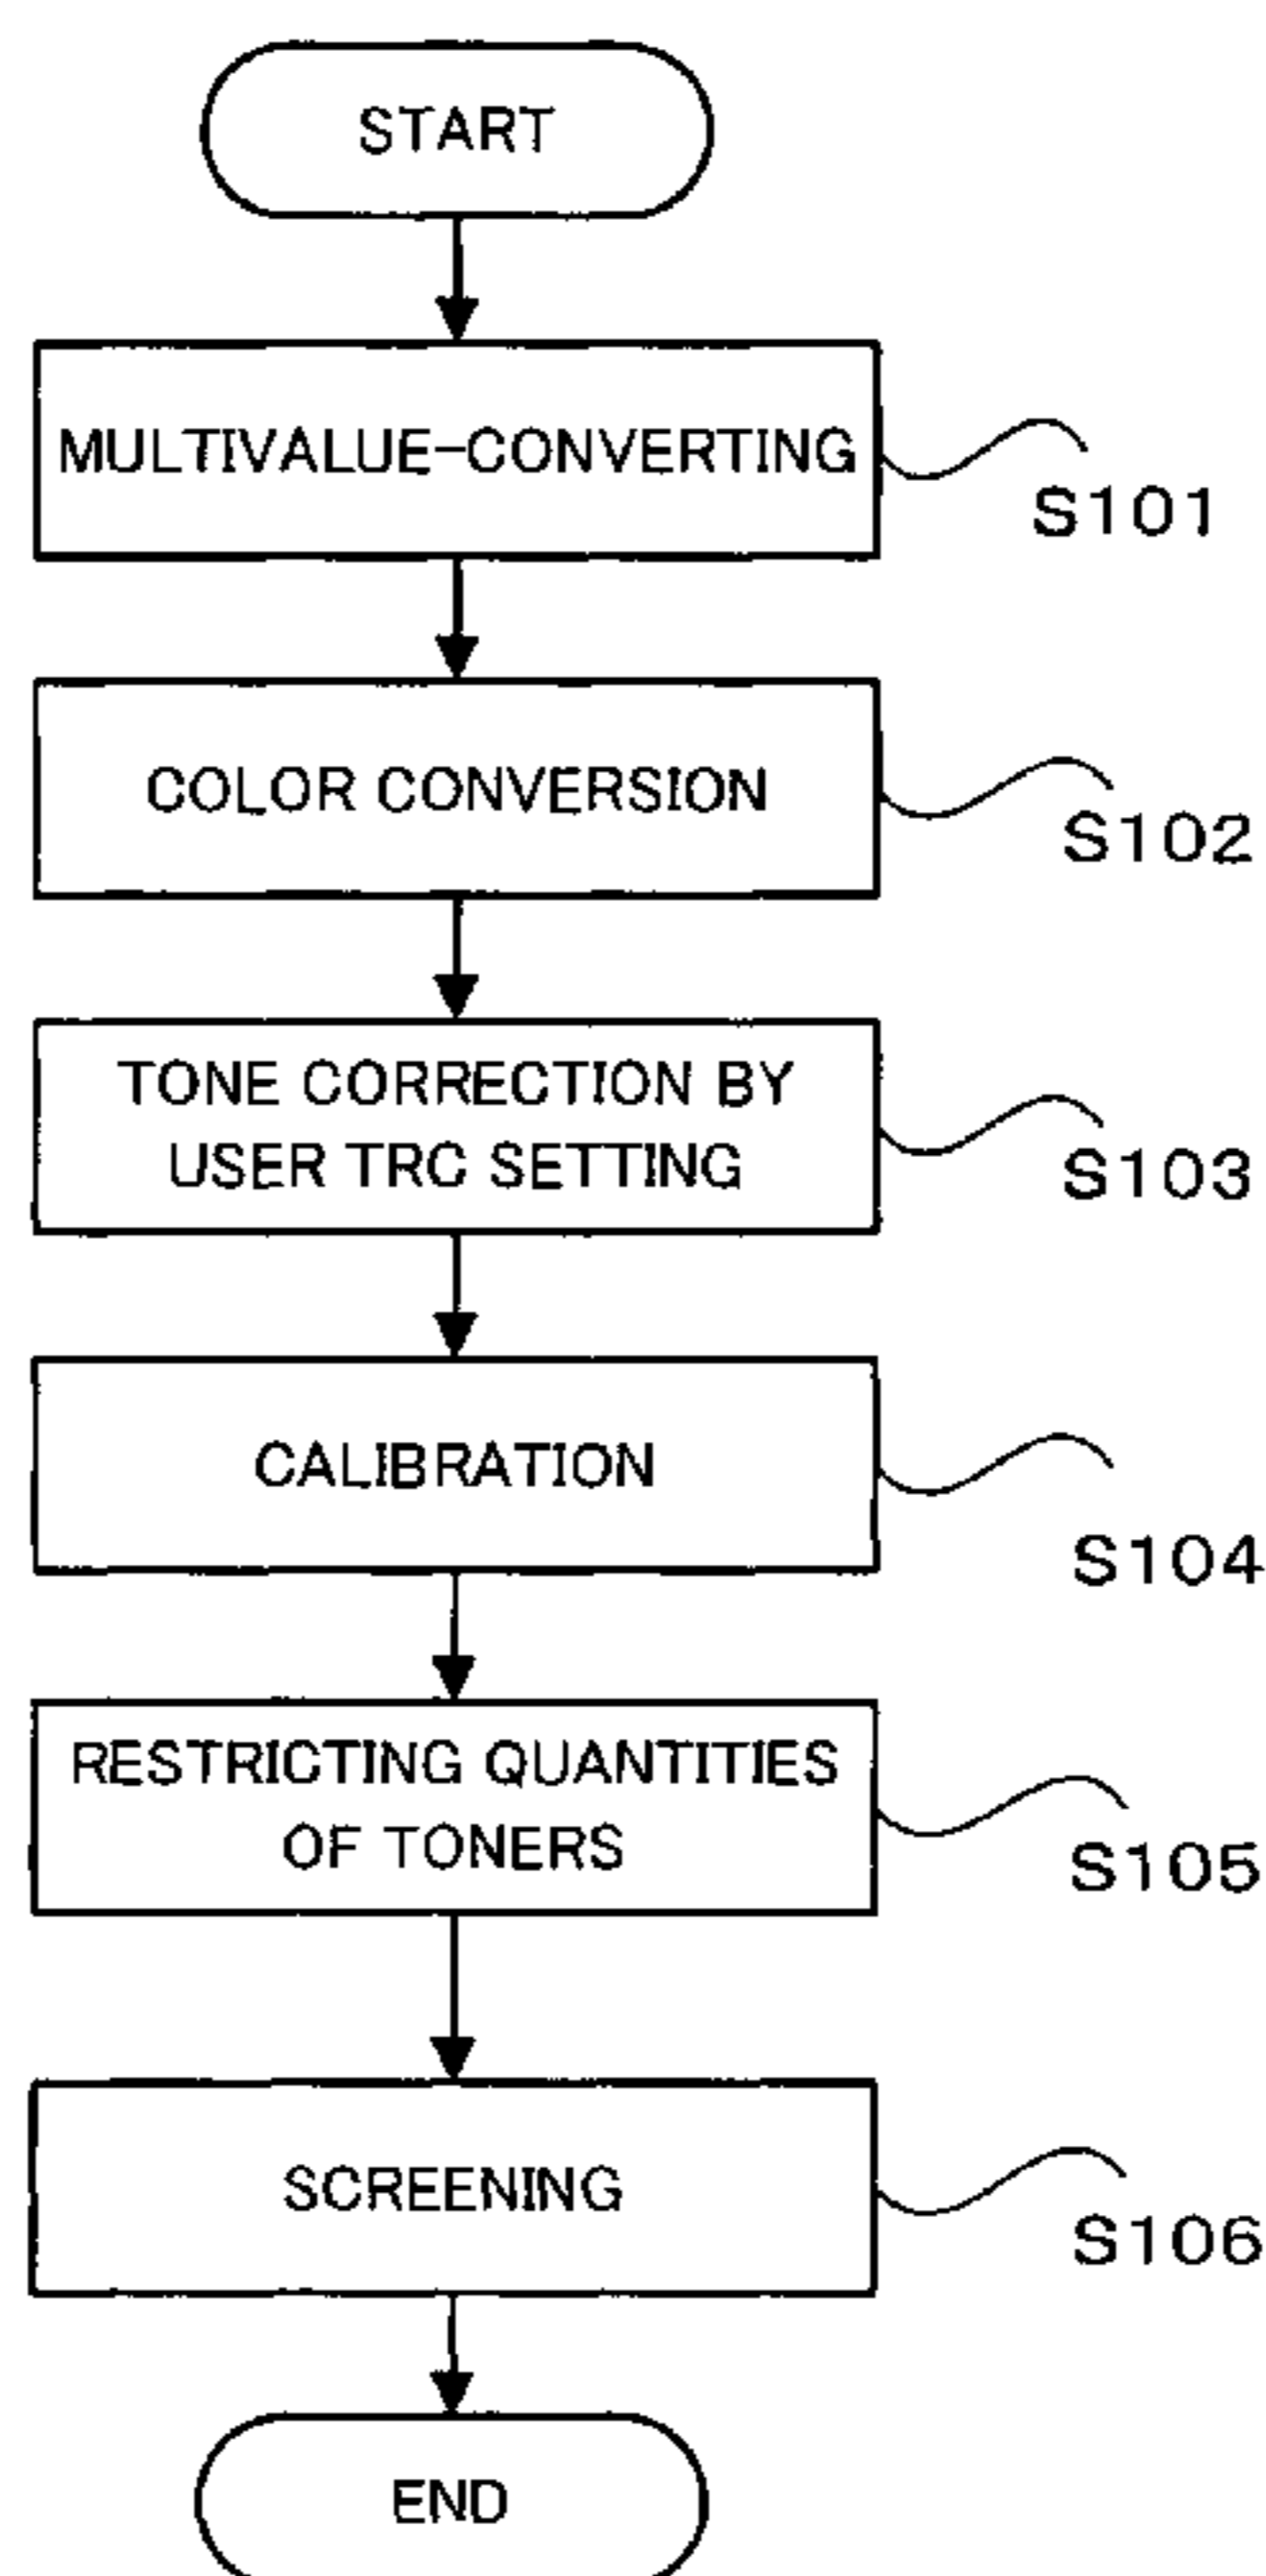 START
MULTIVALUE-CONVERTING
S101
COLOR CONVERSION
S102
TONE CORRECTION BY
USER TRC SETTING
S103
CALIBRATION
S104
RESTRICTING QUANTITIES
OF TONERS
S105
SCREENING
S106
END